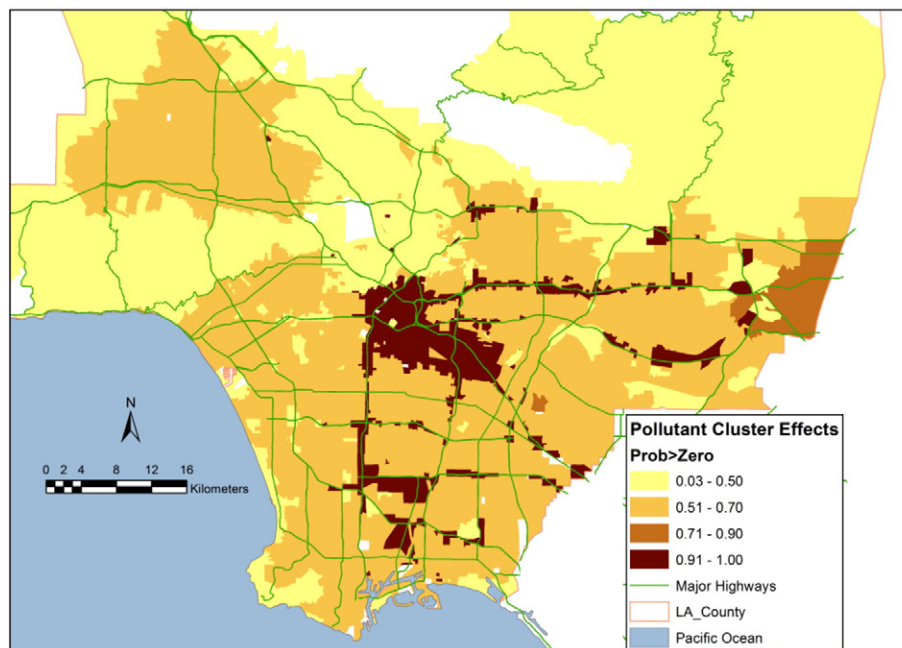 N
0 2 4 8 12 16
Kilometers
Pollutant Cluster Effects
Prob>Zero
0.03 - 0.50
0.51 - 0.70
0.71 - 0.90
0.91 - 1.00
Major Highways
LA_County
Pacific Ocean